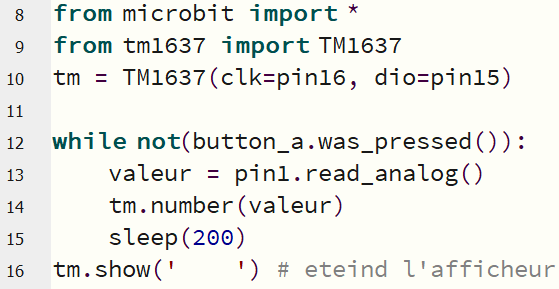 8 from microbit import *
9 from tm1637 import TM1637
10 tm = TM1637(clk=pin16, dio=pin15)
11
12 while not(button_a.was_pressed()):
13     valeur = pin1.read_analog()
14     tm.number(valeur)
15     sleep(200)
16 tm.show('    ') # eteind l'afficheur